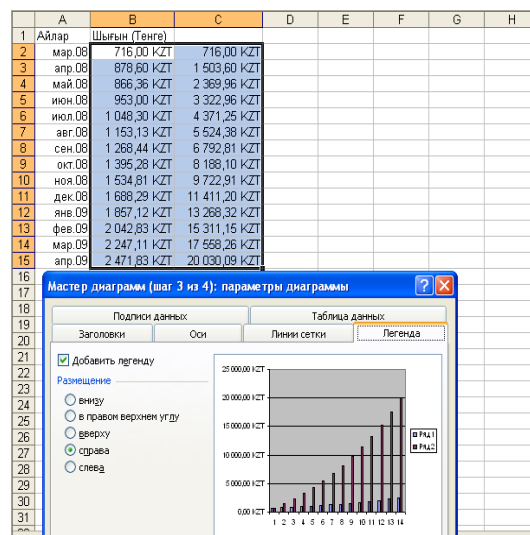 A B C D E F G H
1 Айлар Шығын (Теңге)
2 мар.08 716,00 KZT 716,00 KZT
3 апр.08 878,60 KZT 1 503,60 KZT
4 май.08 866,36 KZT 2 369,96 KZT
5 июн.08 953,00 KZT 3 322,96 KZT
6 июл.08 1 048,30 KZT 4 371,25 KZT
7 авг.08 1 153,13 KZT 5 524,38 KZT
8 сен.08 1 268,44 KZT 6 792,81 KZT
9 окт.08 1 395,28 KZT 8 188,10 KZT
10 ноя.08 1 534,81 KZT 9 722,91 KZT
11 дек.08 1 688,29 KZT 11 411,20 KZT
12 янв.09 1 857,12 KZT 13 268,32 KZT
13 фев.09 2 042,83 KZT 15 311,15 KZT
14 мар.09 2 247,11 KZT 17 558,26 KZT
15 апр.09 2 471,83 KZT 20 030,09 KZT
16
17
18
19
20
21
22
23
24
25
26
27
28
29
30
31
Мастер диаграмм (шаг 3 из 4): параметры диаграммы
Подписи данных Таблица данных
Заголовки Оси Линии сетки Легенда
Добавить легенду
Размещение
внизу
в правом верхнем углу
вверху
справа
слева
25 000,00 KZT
20 000,00 KZT
15 000,00 KZT
10 000,00 KZT
5 000,00 KZT
0,00 KZT
1 2 3 4 5 6 7 8 9 10 11 12 13 14
Ряд1
Ряд2